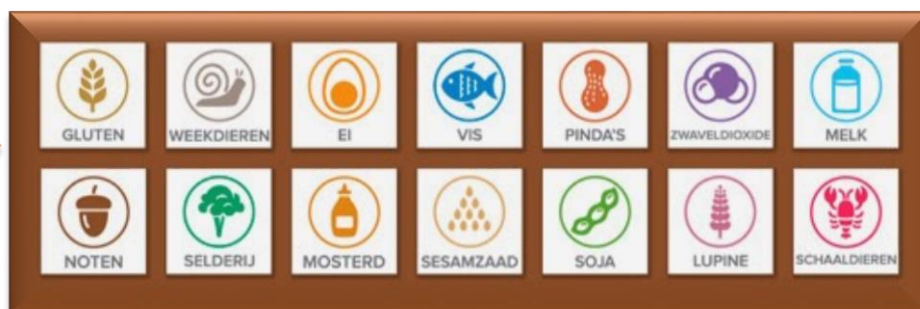 GLUTEN WEEKDIEREN EI VIS PINDA'S ZWAVELDIOXIDE MELK
NOTEN SELDERIJ MOSTERD SESAMZAAD SOJA LUPINE SCHAALDIEREN